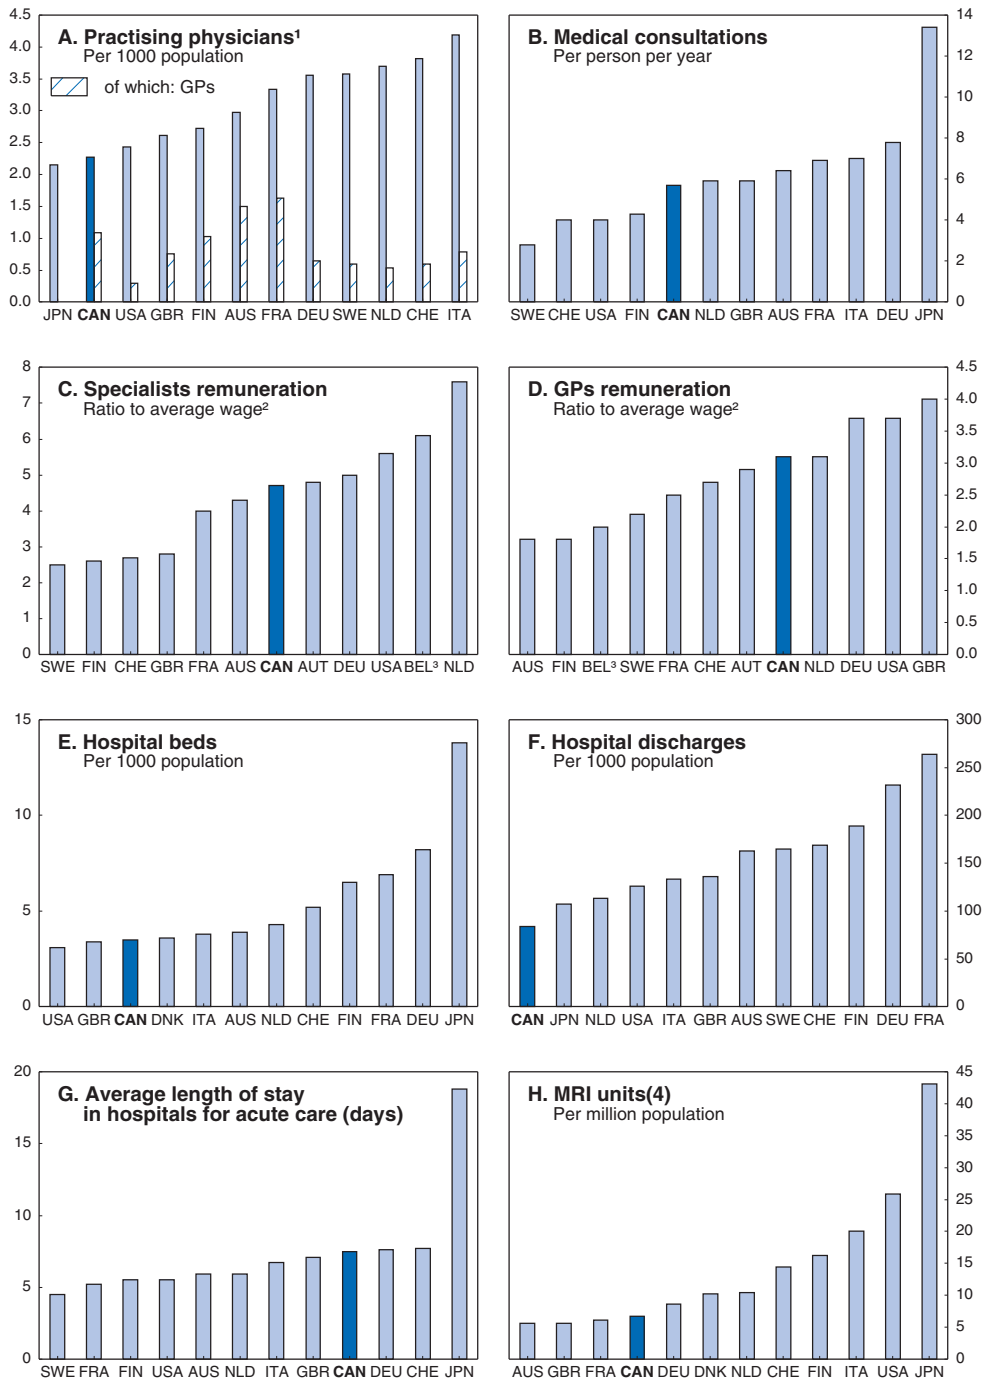 A. Practising physicians¹
Per 1000 population
of which: GPs
4.5
4.0
3.5
3.0
2.5
2.0
1.5
1.0
0.5
0.0
JPN CAN USA GBR FIN AUS FRA DEU SWE NLD CHE ITA
B. Medical consultations
Per person per year
14
12
10
8
6
4
2
0
SWE CHE USA FIN CAN NLD GBR AUS FRA ITA DEU JPN
C. Specialists remuneration
Ratio to average wage²
8
7
6
5
4
3
2
1
0
SWE FIN CHE GBR FRA AUS CAN AUT DEU USA BEL³ NLD
D. GPs remuneration
Ratio to average wage²
4.5
4.0
3.5
3.0
2.5
2.0
1.5
1.0
0.5
0.0
AUS FIN BEL³ SWE FRA CHE AUT CAN NLD DEU USA GBR
E. Hospital beds
Per 1000 population
15
10
5
0
USA GBR CAN DNK ITA AUS NLD CHE FIN FRA DEU JPN
F. Hospital discharges
Per 1000 population
300
250
200
150
100
50
0
CAN JPN NLD USA ITA GBR AUS SWE CHE FIN DEU FRA
G. Average length of stay
in hospitals for acute care (days)
20
15
10
5
0
SWE FRA FIN USA AUS NLD ITA GBR CAN DEU CHE JPN
H. MRI units(4)
Per million population
45
40
35
30
25
20
15
10
5
0
AUS GBR FRA CAN DEU DNK NLD CHE FIN ITA USA JPN